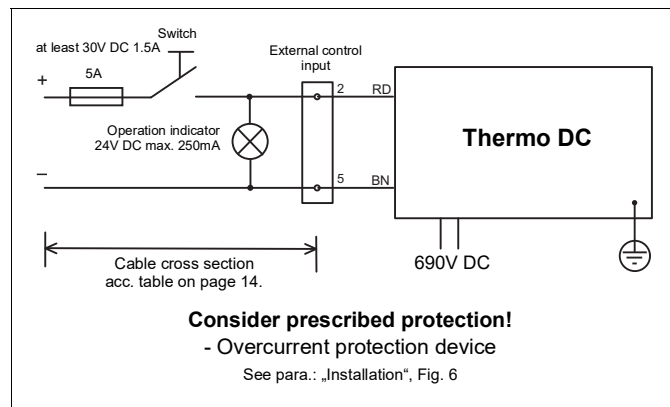 Switch
at least 30V DC 1.5A
External control
input
+
5A
2
RD
Operation indicator
24V DC max. 250mA
Thermo DC
–
5
BN
690V DC
Cable cross section
acc. table on page 14.
Consider prescribed protection!
- Overcurrent protection device
See para.: „Installation“, Fig. 6